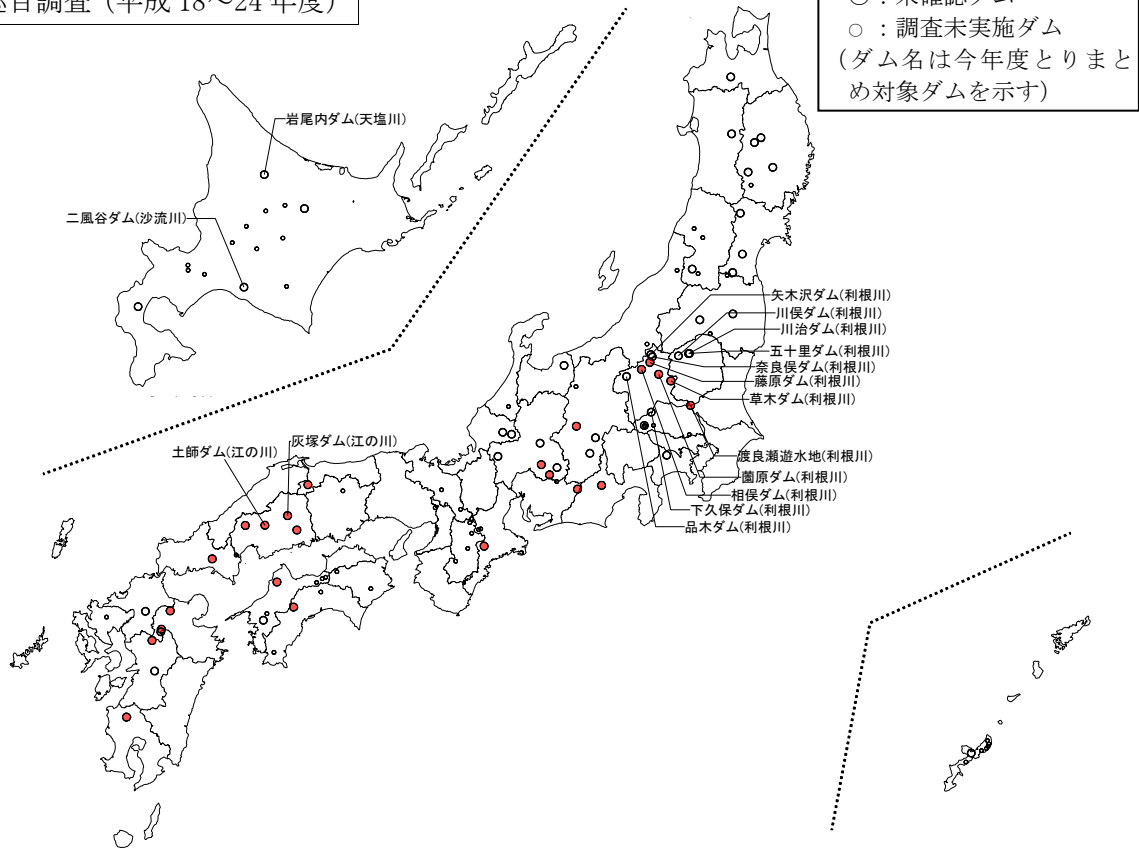 巡目調査(平成 18~24 年度)
○:未確認ダム
○:調査未実施ダム
(ダム名は今年度とりまと
め対象ダムを示す)
岩尾内ダム(天塩川)
二風谷ダム(沙流川)
矢木沢ダム(利根川)
川俣ダム(利根川)
川治ダム(利根川)
五十里ダム(利根川)
奈良俣ダム(利根川)
藤原ダム(利根川)
草木ダム(利根川)
灰塚ダム(江の川)
土師ダム(江の川)
渡良瀬遊水地(利根川)
薗原ダム(利根川)
相俣ダム(利根川)
下久保ダム(利根川)
品木ダム(利根川)